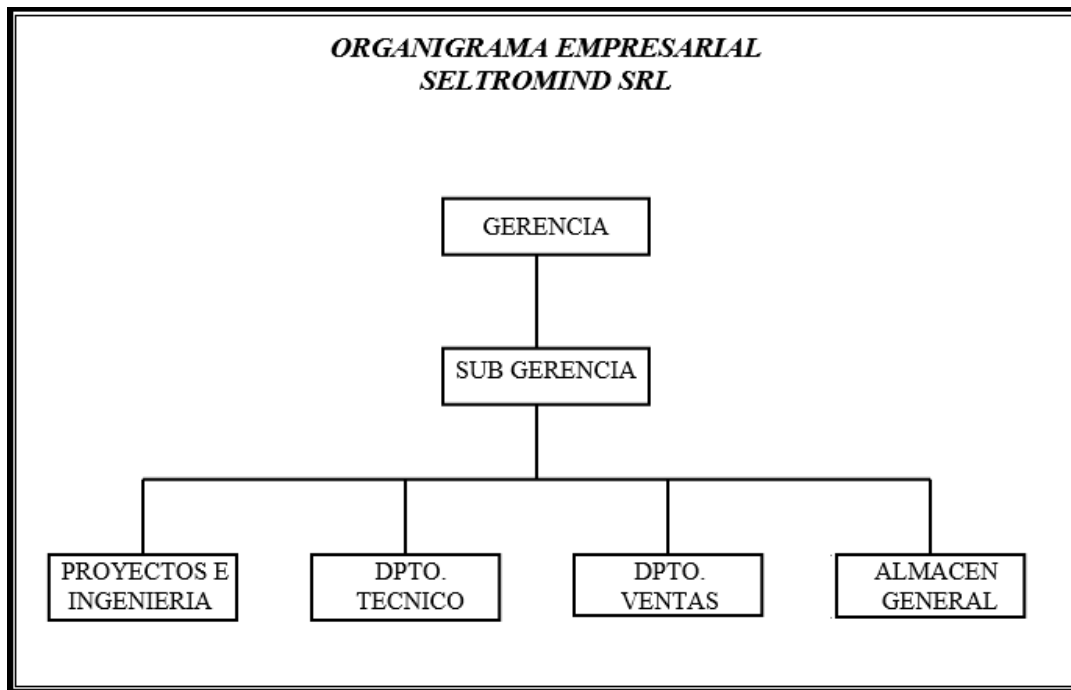 ORGANIGRAMA EMPRESARIAL
SELTROMIND SRL
GERENCIA
SUB GERENCIA
PROYECTOS E
INGENIERIA
DPTO.
TECNICO
DPTO.
VENTAS
ALMACEN
GENERAL